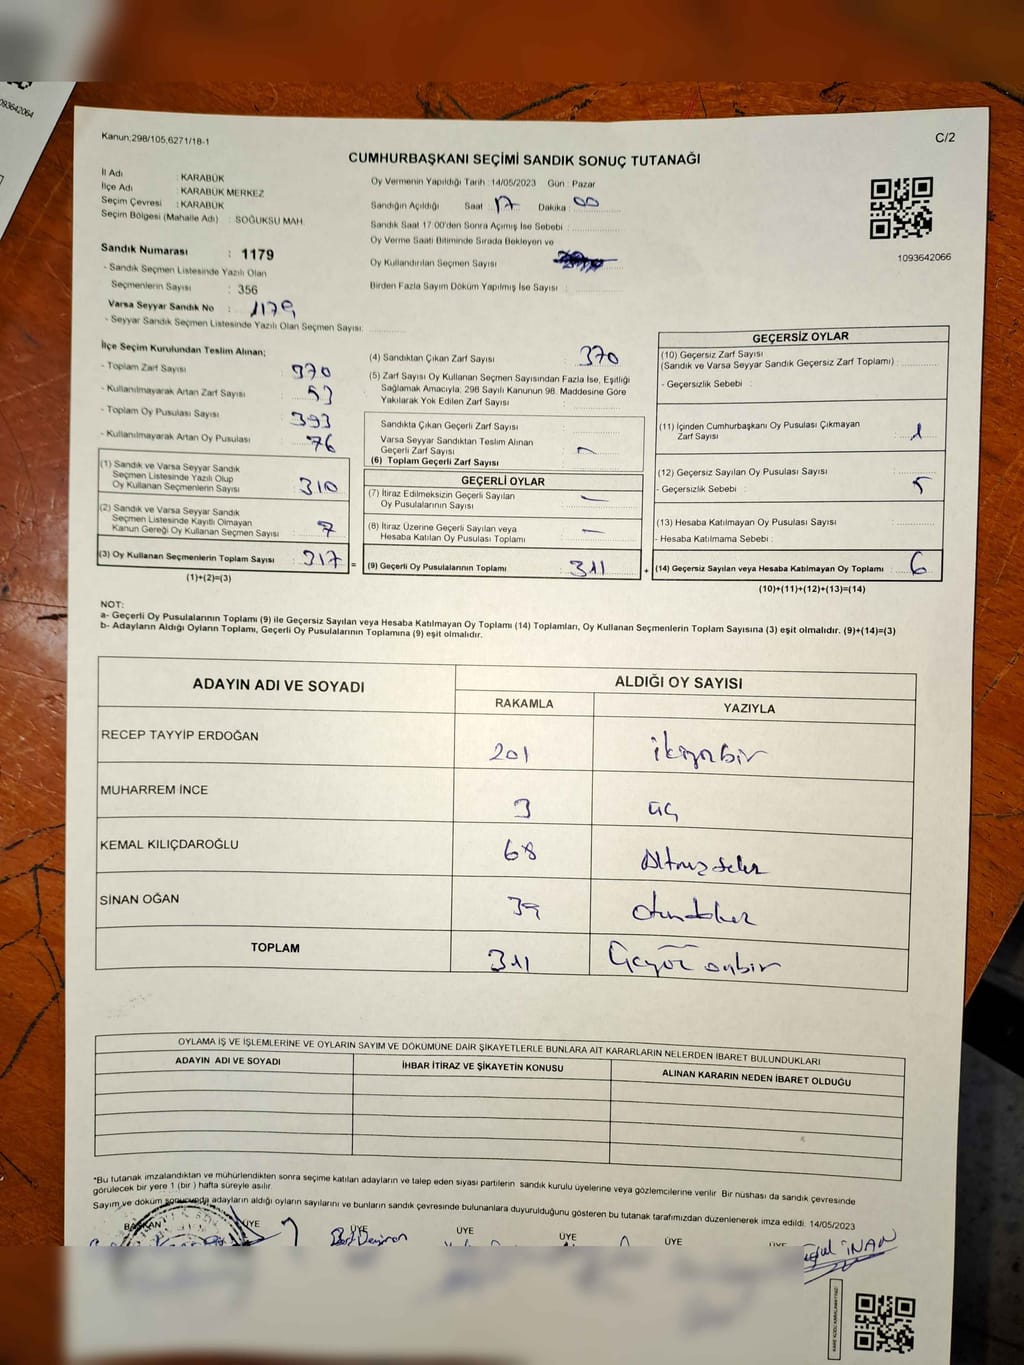 093642064
Kanun:298/105,6271/18-1
C/2
CUMHURBAŞKANI SEÇİMİ SANDIK SONUÇ TUTANAĞI
İl Adı : KARABÜK
İlçe Adı : KARABÜK MERKEZ
Seçim Çevresi : KARABÜK
Seçim Bölgesi (Mahalle Adı) : SOĞUKSU MAH.
Oy Vermenin Yapıldığı Tarih :14/05/2023 Gün : Pazar
Sandığın Açıldığı Saat : 17 Dakika : 00
Sandık Saat 17.00'den Sonra Açımış İse Sebebi :
Oy Verme Saati Bitiminde Sırada Bekleyen ve
Oy Kullandırılan Seçmen Sayısı
Birden Fazla Sayım Döküm Yapılmış İse Sayısı :
1093642066
Sandık Numarası : 1179
- Sandık Seçmen Listesinde Yazılı Olan
Seçmenlerin Sayısı : 356
Varsa Seyyar Sandık No : 1179
- Seyyar Sandık Seçmen Listesinde Yazılı Olan Seçmen Sayısı:
İlçe Seçim Kurulundan Teslim Alınan;
- Toplam Zarf Sayısı : 370
- Kullanılmayarak Artan Zarf Sayısı : 53
- Toplam Oy Pusulası Sayısı : 393
- Kullanılmayarak Artan Oy Pusulası : 76
(1) Sandık ve Varsa Seyyar Sandık
Seçmen Listesinde Yazılı Olup
Oy Kullanan Seçmenlerin Sayısı : 310
(2) Sandık ve Varsa Seyyar Sandık
Seçmen Listesinde Kayıtlı Olmayan
Kanun Gereği Oy Kullanan Seçmen Sayısı : 7
(3) Oy Kullanan Seçmenlerin Toplam Sayısı : 317
(1)+(2)=(3)
(4) Sandıktan Çıkan Zarf Sayısı : 370
(5) Zarf Sayısı Oy Kullanan Seçmen Sayısından Fazla İse, Eşitliği
Sağlamak Amacıyla; 298 Sayılı Kanunun 98. Maddesine Göre
Yakılarak Yok Edilen Zarf Sayısı :
Sandıkta Çıkan Geçerli Zarf Sayısı :
Varsa Seyyar Sandıktan Teslim Alınan
Geçerli Zarf Sayısı :
(6) Toplam Geçerli Zarf Sayısı
GEÇERLİ OYLAR
(7) İtiraz Edilmeksizin Geçerli Sayılan
Oy Pusulalarının Sayısı : —
(8) İtiraz Üzerine Geçerli Sayılan veya
Hesaba Katılan Oy Pusulası Toplamı : —
= (9) Geçerli Oy Pusulalarının Toplamı : 311
GEÇERSİZ OYLAR
(10) Geçersiz Zarf Sayısı
(Sandık ve Varsa Seyyar Sandık Geçersiz Zarf Toplamı) :
- Geçersizlik Sebebi :
(11) İçinden Cumhurbaşkanı Oy Pusulası Çıkmayan
Zarf Sayısı : 1
(12) Geçersiz Sayılan Oy Pusulası Sayısı : 5
- Geçersizlik Sebebi :
(13) Hesaba Katılmayan Oy Pusulası Sayısı :
- Hesaba Katılmama Sebebi :
+ (14) Geçersiz Sayılan veya Hesaba Katılmayan Oy Toplamı : 6
(10)+(11)+(12)+(13)=(14)
NOT:
a- Geçerli Oy Pusulalarının Toplamı (9) ile Geçersiz Sayılan veya Hesaba Katılmayan Oy Toplamı (14) Toplamları, Oy Kullanan Seçmenlerin Toplam Sayısına (3) eşit olmalıdır. (9)+(14)=(3)
b- Adayların Aldığı Oyların Toplamı, Geçerli Oy Pusulalarının Toplamına (9) eşit olmalıdır.
ADAYIN ADI VE SOYADI
ALDIĞI OY SAYISI
RAKAMLA YAZIYLA
RECEP TAYYİP ERDOĞAN 201 ikiyüzbir
MUHARREM İNCE 3 üç
KEMAL KILIÇDAROĞLU 68 Altmışsekiz
SİNAN OĞAN 39 otuzdokuz
TOPLAM 311 Üçyüz onbir
OYLAMA İŞ VE İŞLEMLERİNE VE OYLARIN SAYIM VE DÖKÜMÜNE DAİR ŞİKAYETLERLE BUNLARA AİT KARARLARIN NELERDEN İBARET BULUNDUKLARI
ADAYIN ADI VE SOYADI İHBAR İTİRAZ VE ŞİKAYETİN KONUSU ALINAN KARARIN NEDEN İBARET OLDUĞU
*Bu tutanak imzalandıktan ve mühürlendikten sonra seçime katılan adayların ve talep eden siyasi partilerin sandık kurulu üyelerine veya gözlemcilerine verilir. Bir nüshası da sandık çevresinde
görülecek bir yere 1 (bir ) hafta süreyle asılır.
Sayım ve döküm sonucunda adayların aldığı oyların sayılarını ve bunların sandık çevresinde bulunanlara duyurulduğunu gösteren bu tutanak tarafımızdan düzenlenerek imza edildi. 14/05/2023
BAŞKAN ÜYE ÜYE ÜYE ÜYE ÜYE ÜYE
İNAN